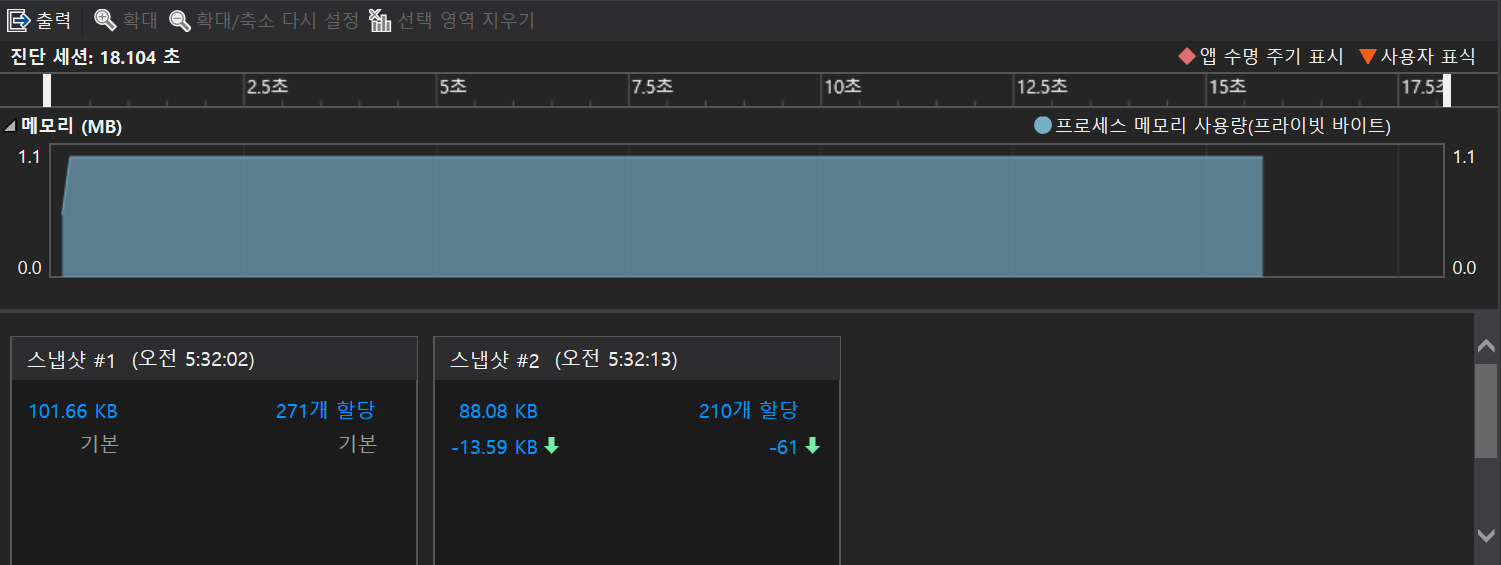 출력 확대 확대/축소 다시 설정 선택 영역 지우기
진단 세션: 18.104 초 앱 수명 주기 표시 사용자 표식
2.5초 5초 7.5초 10초 12.5초 15초 17.5초
메모리 (MB) 프로세스 메모리 사용량(프라이빗 바이트)
1.1 1.1
0.0 0.0
스냅샷 #1 (오전 5:32:02) 스냅샷 #2 (오전 5:32:13)
101.66 KB 271개 할당 88.08 KB 210개 할당
기본 기본 -13.59 KB -61